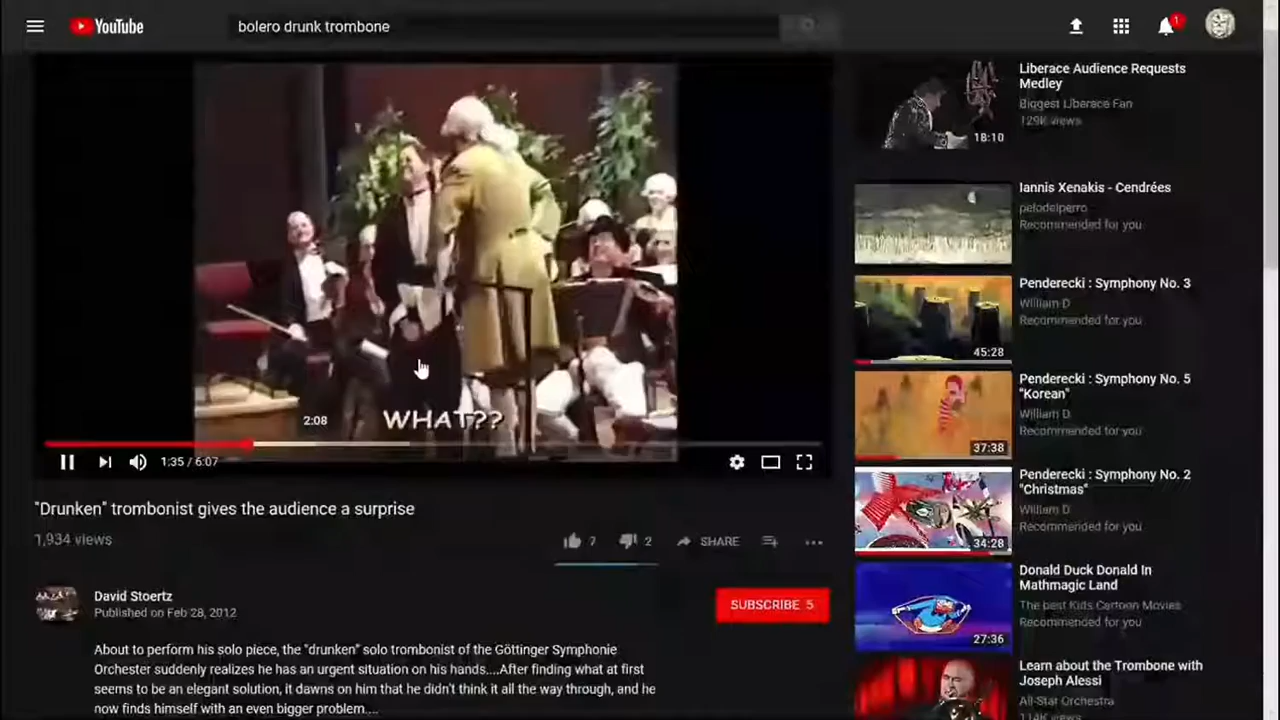 YouTube
bolero drunk trombone
1
WHAT??
2:08
1:35 / 6:07
"Drunken" trombonist gives the audience a surprise
1,934 views
7
2
SHARE
David Stoertz
Published on Feb 28, 2012
SUBSCRIBE 5
About to perform his solo piece, the "drunken" solo trombonist of the Göttinger Symphonie
Orchester suddenly realizes he has an urgent situation on his hands....After finding what at first
seems to be an elegant solution, it dawns on him that he didn't think it all the way through, and he
now finds himself with an even bigger problem....
Liberace Audience Requests
Medley
Biggest Liberace Fan
129K views
18:10
Iannis Xenakis - Cendrées
pelodelperro
Recommended for you
Penderecki : Symphony No. 3
William D
Recommended for you
45:28
Penderecki : Symphony No. 5
"Korean"
William D
Recommended for you
37:38
Penderecki : Symphony No. 2
"Christmas"
William D
Recommended for you
34:28
Donald Duck Donald In
Mathmagic Land
The best Kids Cartoon Movies
Recommended for you
27:36
Learn about the Trombone with
Joseph Alessi
All-Star Orchestra
114K views